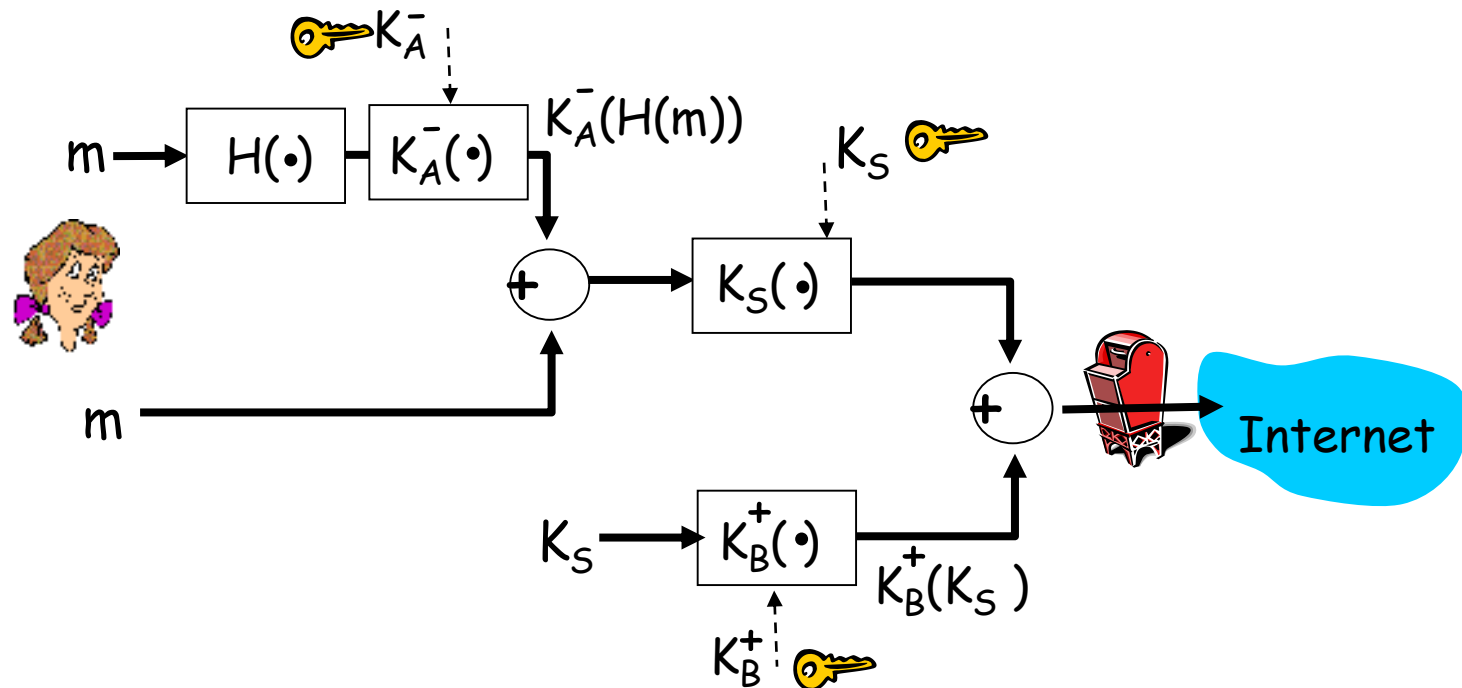 K_A^-
m
H(•)
K_A^-(•)
K_A^-(H(m))
K_S
+
K_S(•)
m
+
Internet
K_S
K_B^+(•)
K_B^+(K_S )
K_B^+